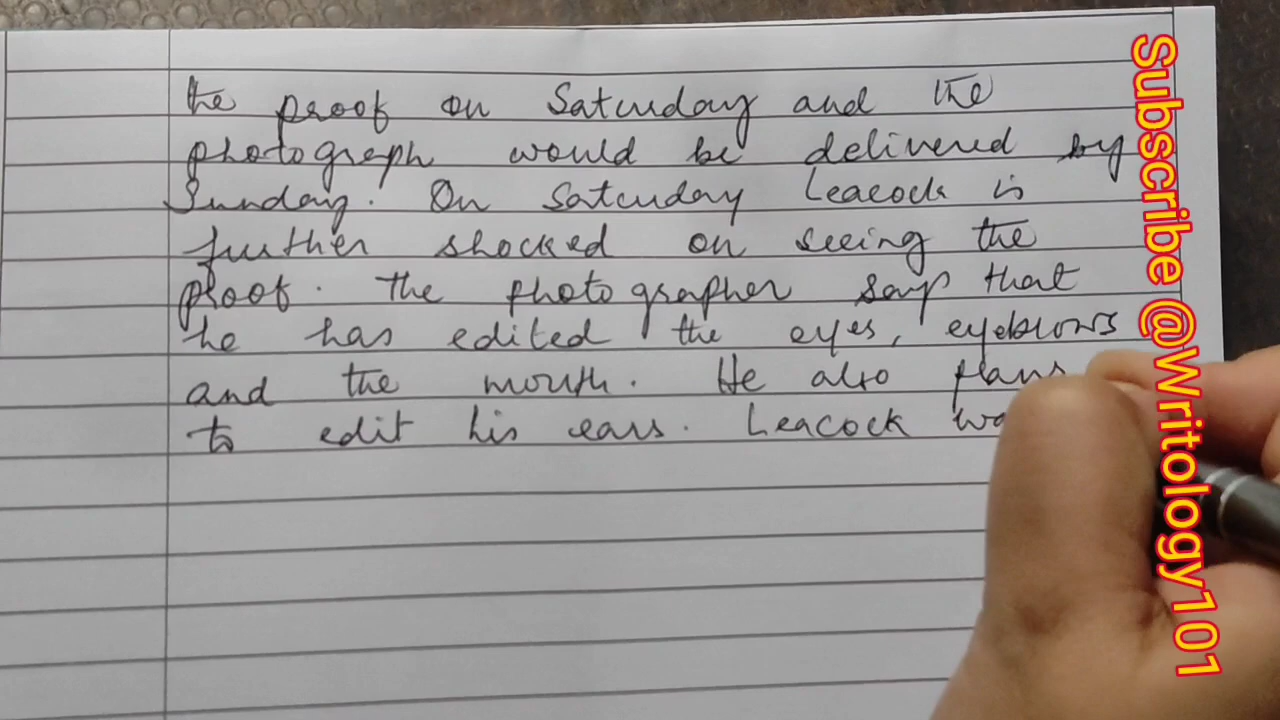 the proof on Saturday and the
photograph would be delivered by
Sunday. On Saturday Leacock is
further shocked on seeing the
proof. The photographer says that
he has edited the eyes, eyebrows
and the mouth. He also plans
to edit his ears. Leacock
Subscribe @Writology101